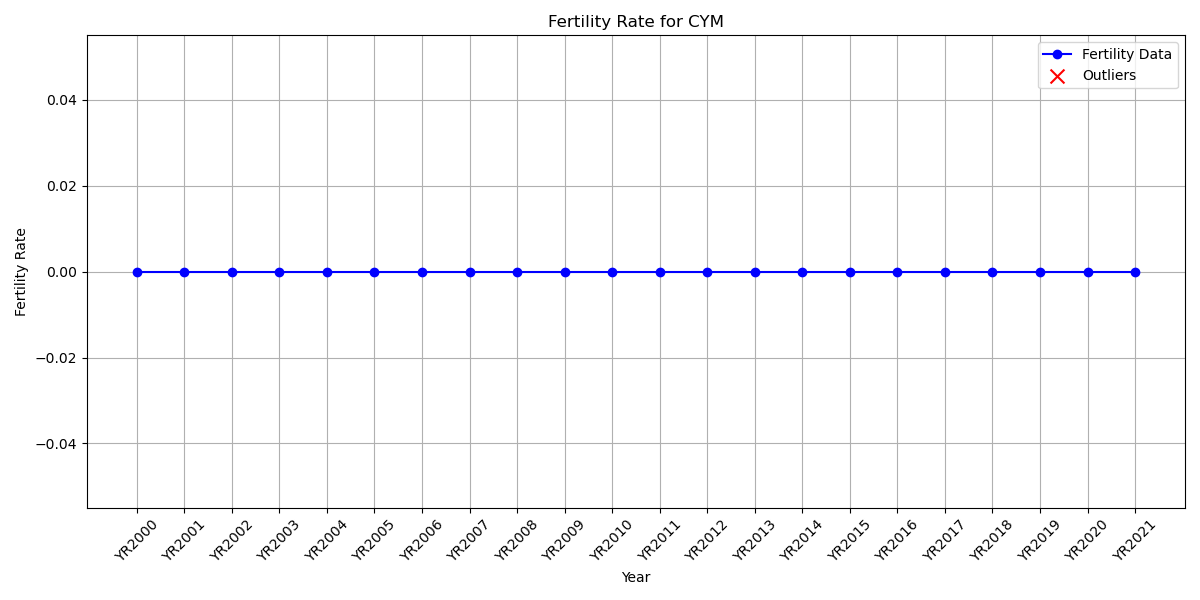 Fertility Rate for CYM
Fertility Data
Outliers
0.04
0.02
0.00
−0.02
−0.04
Fertility Rate
YR2000
YR2001
YR2002
YR2003
YR2004
YR2005
YR2006
YR2007
YR2008
YR2009
YR2010
YR2011
YR2012
YR2013
YR2014
YR2015
YR2016
YR2017
YR2018
YR2019
YR2020
YR2021
Year